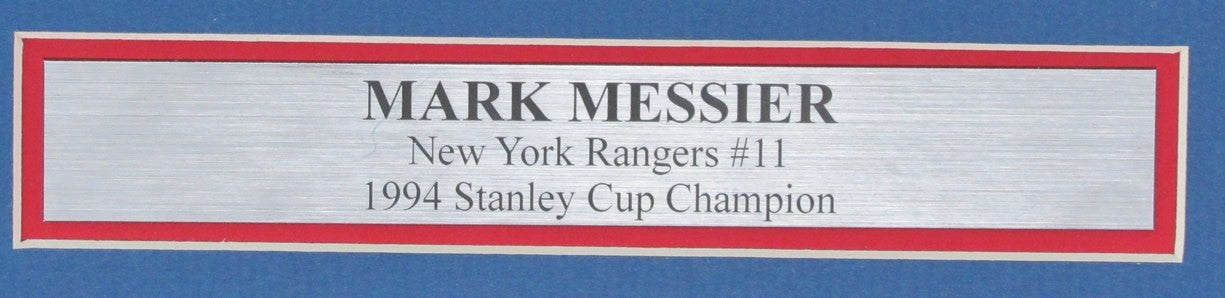 MARK MESSIER
New York Rangers #11
1994 Stanley Cup Champion